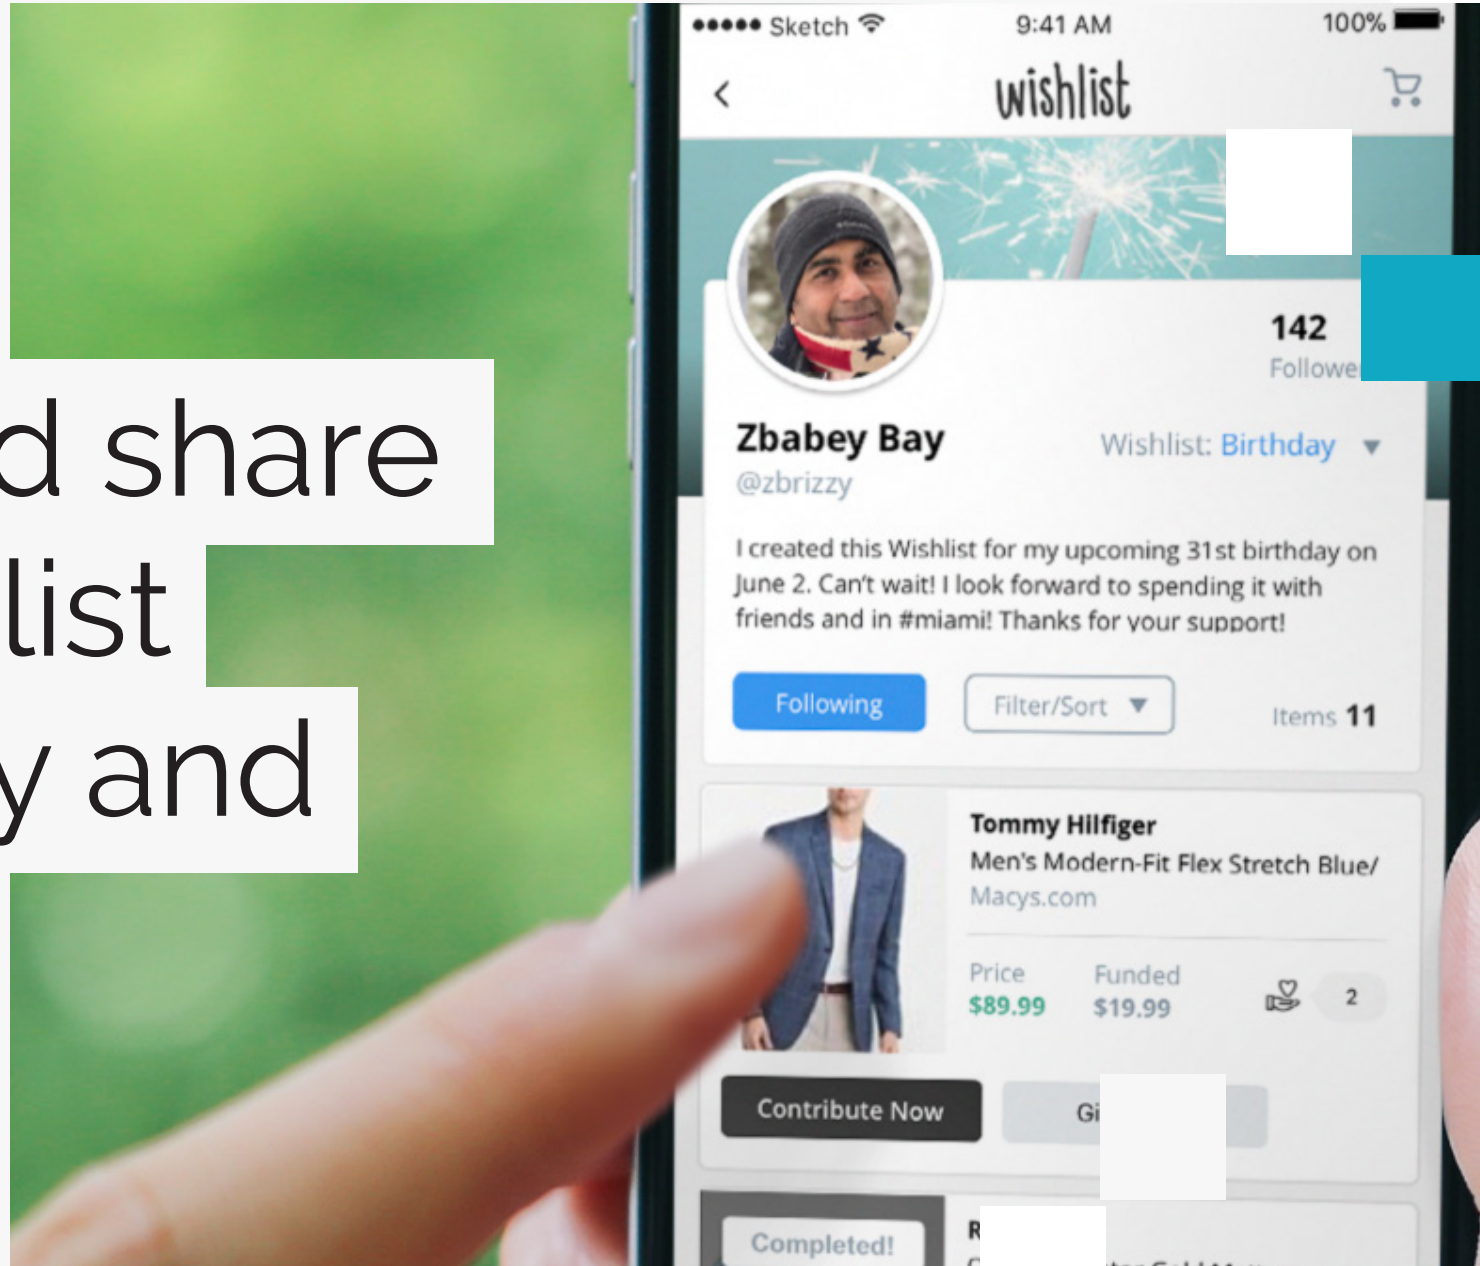 Sketch 9:41 AM 100%
wishlist
142
Zbabey Bay
Wishlist: Birthday
@zbrizzy
d share
list
y and
I created this Wishlist for my upcoming 31st birthday on
June 2. Can't wait! I look forward to spending it with
friends and in #miami! Thanks for your support!
Following
Filter/Sort
Items 11
Tommy Hilfiger
Men's Modern-Fit Flex Stretch Blue/
Macys.com
Price Funded
$89.99 $19.99
2
Contribute Now
Completed!